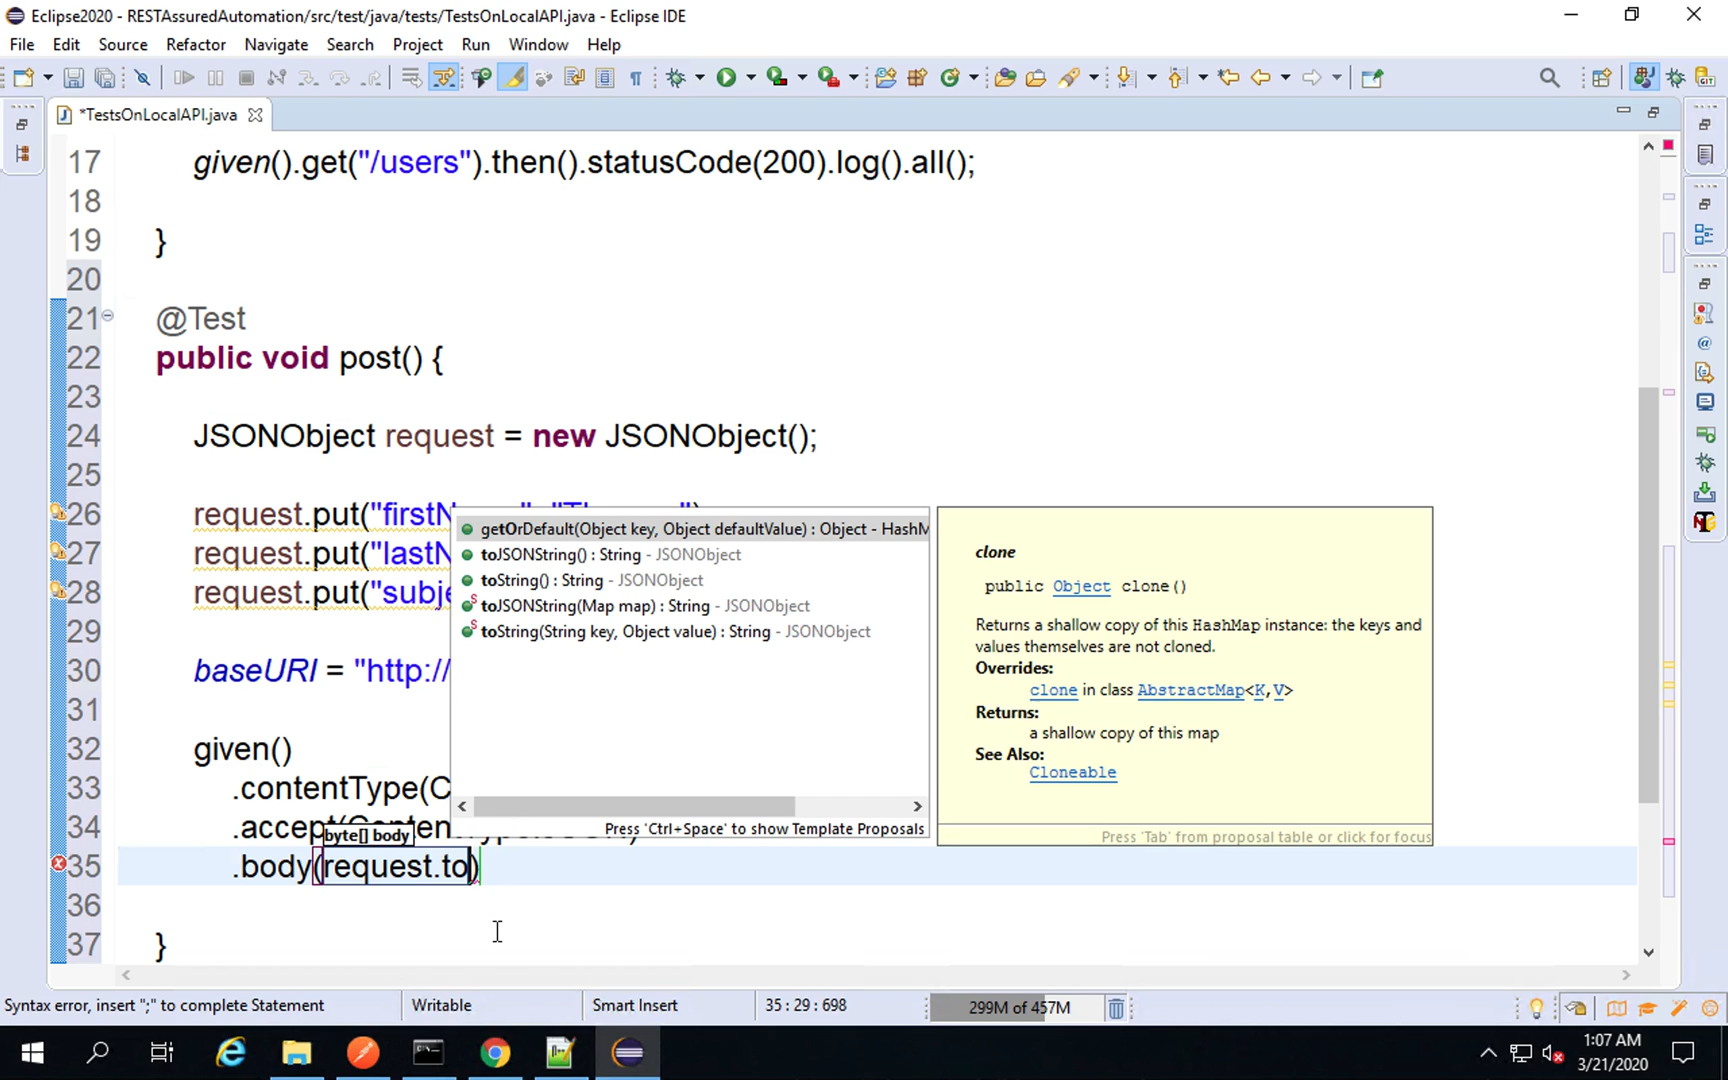 Eclipse2020 - RESTAssuredAutomation/src/test/java/tests/TestsOnLocalAPI.java - Eclipse IDE
File Edit Source Refactor Navigate Search Project Run Window Help
*TestsOnLocalAPI.java
17 given().get("/users").then().statusCode(200).log().all();
18
19 }
20
21 @Test
22 public void post() {
23
24 JSONObject request = new JSONObject();
25
26 request.put("firstN
27 request.put("lastN
28 request.put("subje
getOrDefault(Object key, Object defaultValue) : Object - HashM
toJSONString() : String - JSONObject
toString() : String - JSONObject
toJSONString(Map map) : String - JSONObject
toString(String key, Object value) : String - JSONObject
Press 'Ctrl+Space' to show Template Proposals
clone
public Object clone()
Returns a shallow copy of this HashMap instance: the keys and
values themselves are not cloned.
Overrides:
clone in class AbstractMap<K,V>
Returns:
a shallow copy of this map
See Also:
Cloneable
Press 'Tab' from proposal table or click for focus
29
30 baseURI = "http://
31
32 given()
33 .contentType(C
34 .accept(
byte[] body
35 .body(request.to)
36
37 }
Syntax error, insert ";" to complete Statement Writable Smart Insert 35 : 29 : 698 299M of 457M
1:07 AM
3/21/2020